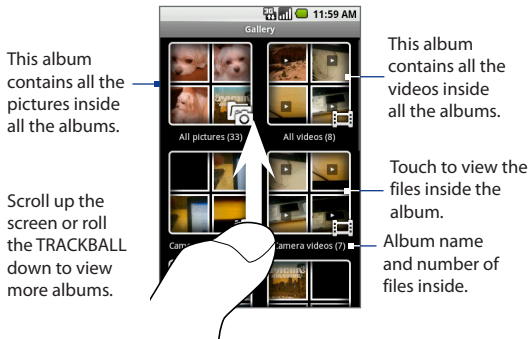 3G 11:59 AM
Gallery
This album
contains all the
pictures inside
all the albums.
This album
contains all the
videos inside
all the albums.
All pictures (33)
All videos (8)
Touch to view the
files inside the
album.
Scroll up the
screen or roll
the TRACKBALL
down to view
more albums.
Camera videos (7)
Album name
and number of
files inside.